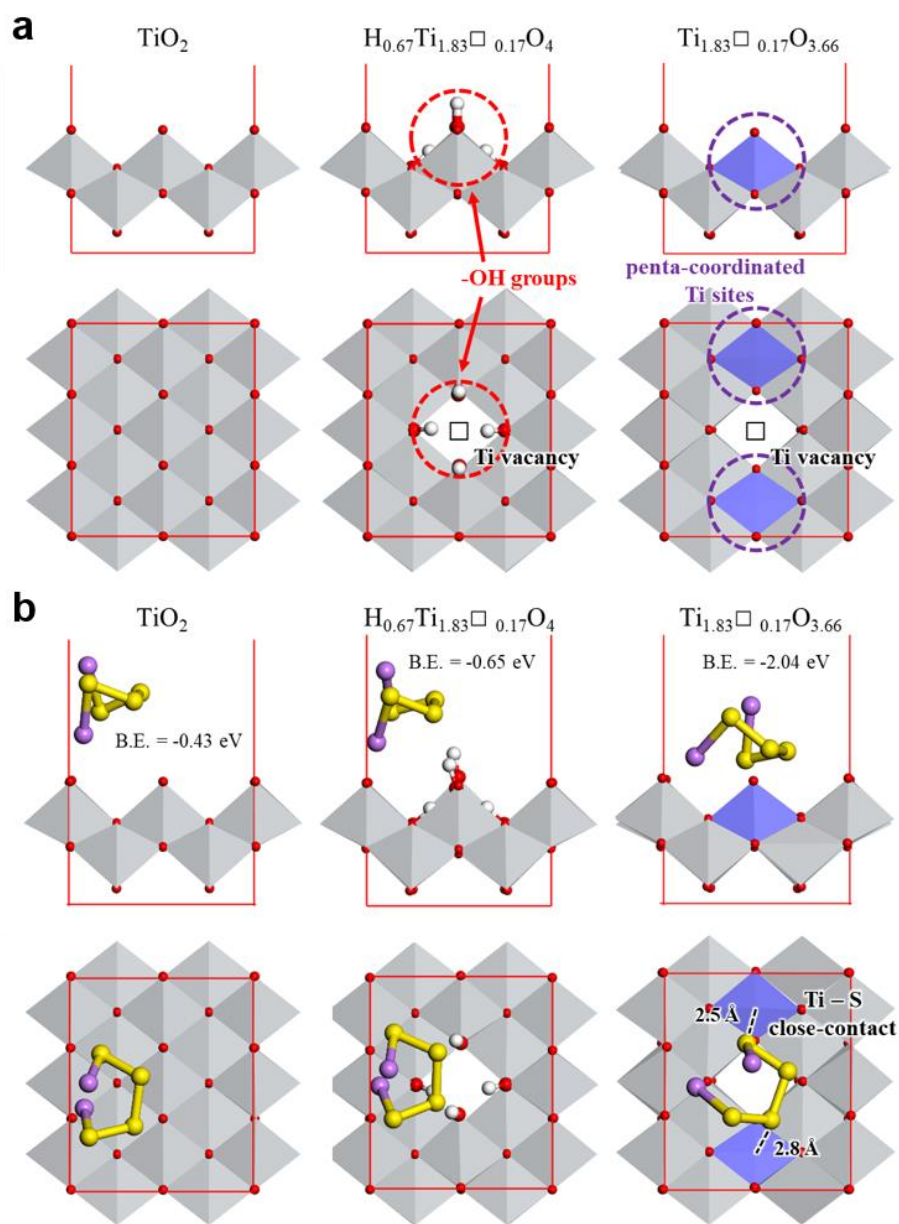 a
TiO₂
H₀.₆₇Ti₁.₈₃□ ₀.₁₇O₄
Ti₁.₈₃□ ₀.₁₇O₃.₆₆
-OH groups
penta-coordinated
Ti sites
□
Ti vacancy
□
Ti vacancy
b
TiO₂
H₀.₆₇Ti₁.₈₃□ ₀.₁₇O₄
Ti₁.₈₃□ ₀.₁₇O₃.₆₆
B.E. = -0.43 eV
B.E. = -0.65 eV
B.E. = -2.04 eV
Ti – S
close-contact
2.5 Å
2.8 Å